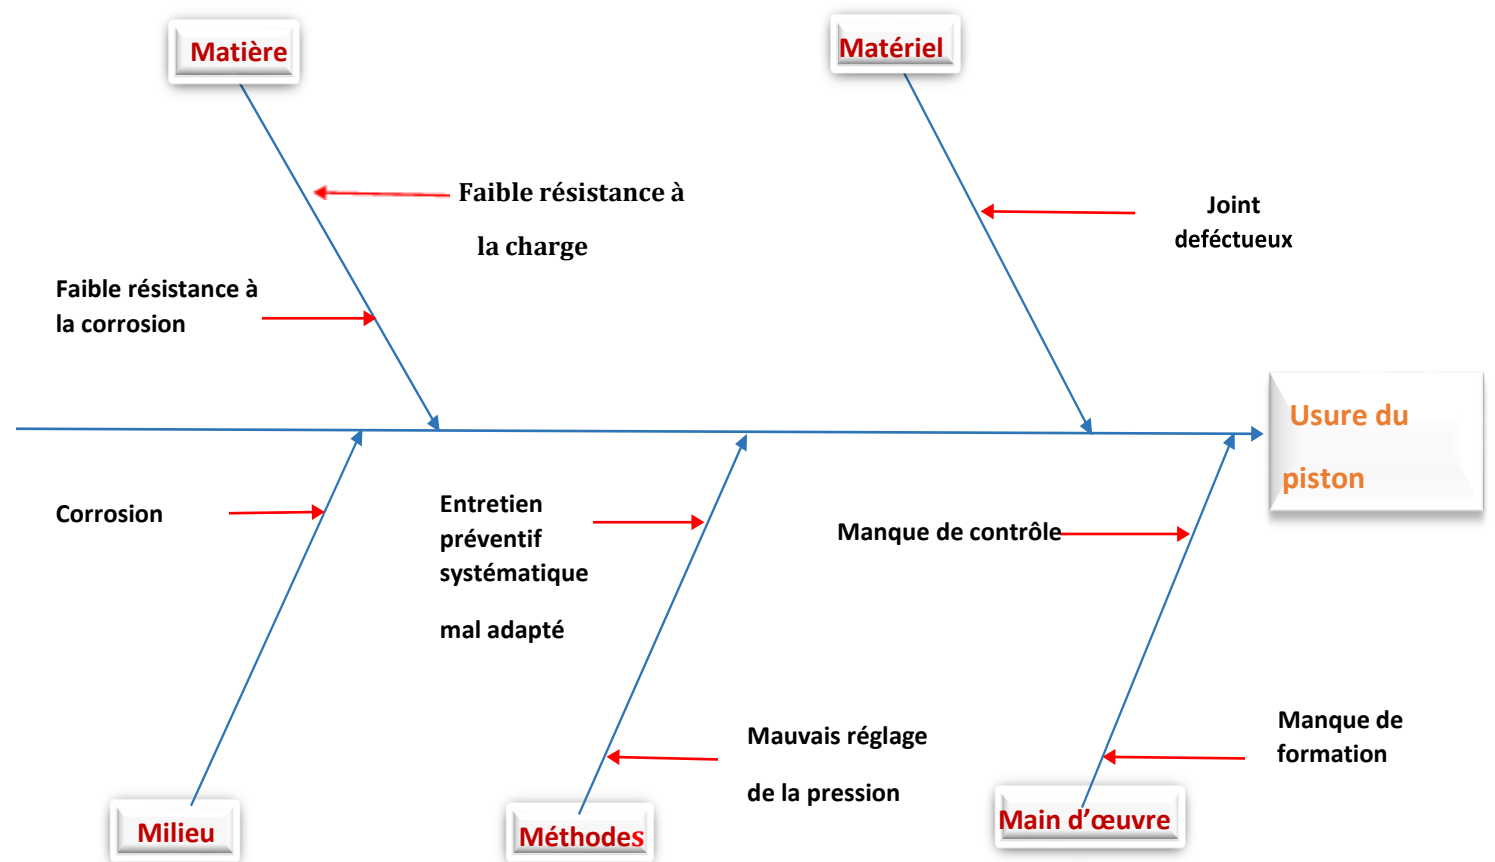 Matière
Matériel
Faible résistance à
la charge
Joint
deféctueux
Faible résistance à
la corrosion
Usure du
piston
Corrosion
Entretien
préventif
systématique
mal adapté
Manque de contrôle
Mauvais réglage
de la pression
Manque de
formation
Milieu
Méthodes
Main d’œuvre